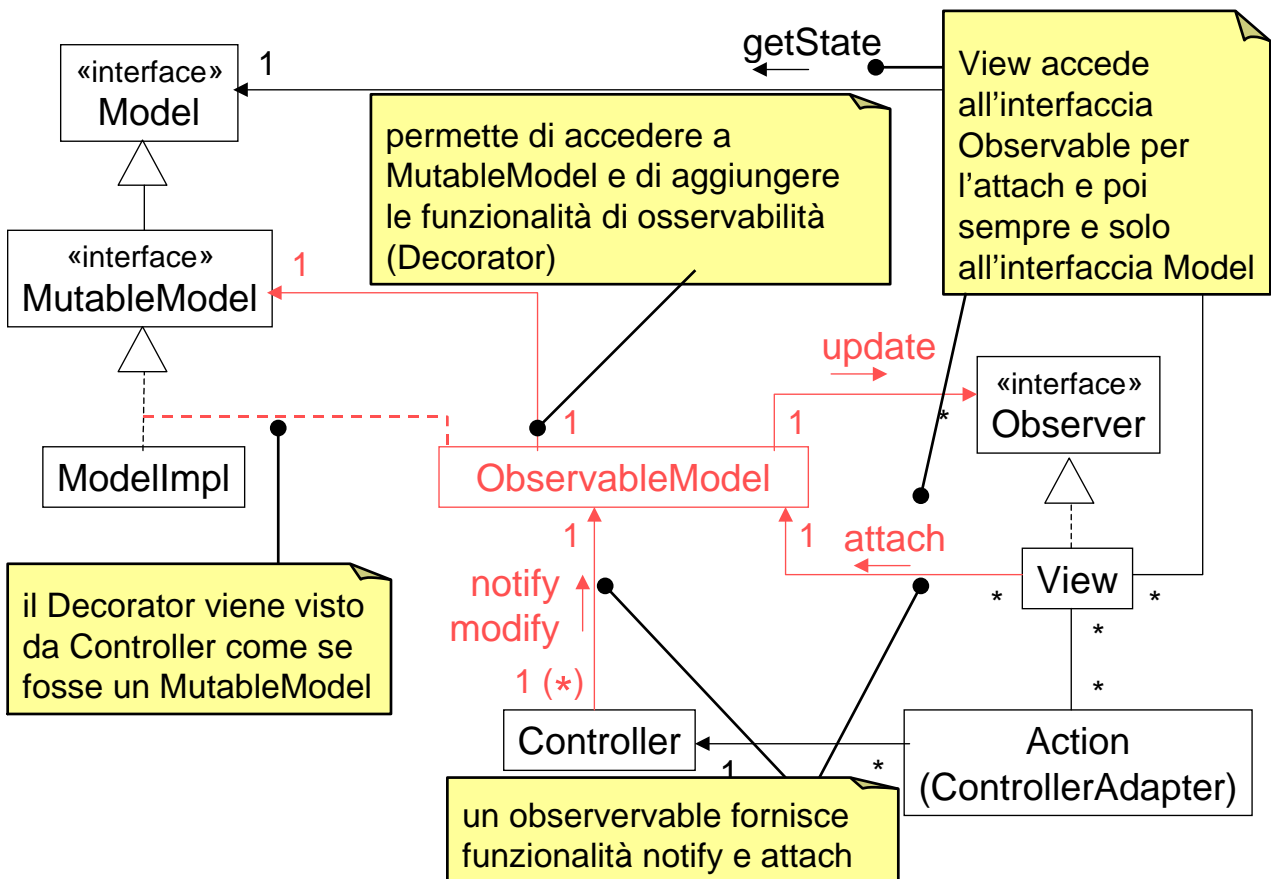 «interface»
Model
1
getState
View accede
all'interfaccia
Observable per
l'attach e poi
sempre e solo
all'interfaccia Model
permette di accedere a
MutableModel e di aggiungere
le funzionalità di osservabilità
(Decorator)
«interface»
MutableModel
1
update
«interface»
Observer
*
1
1
ModelImpl
ObservableModel
1
1
attach
View
*
*
notify
modify
il Decorator viene visto
da Controller come se
fosse un MutableModel
*
*
1 (*)
Controller
1
*
Action
(ControllerAdapter)
un observervable fornisce
funzionalità notify e attach